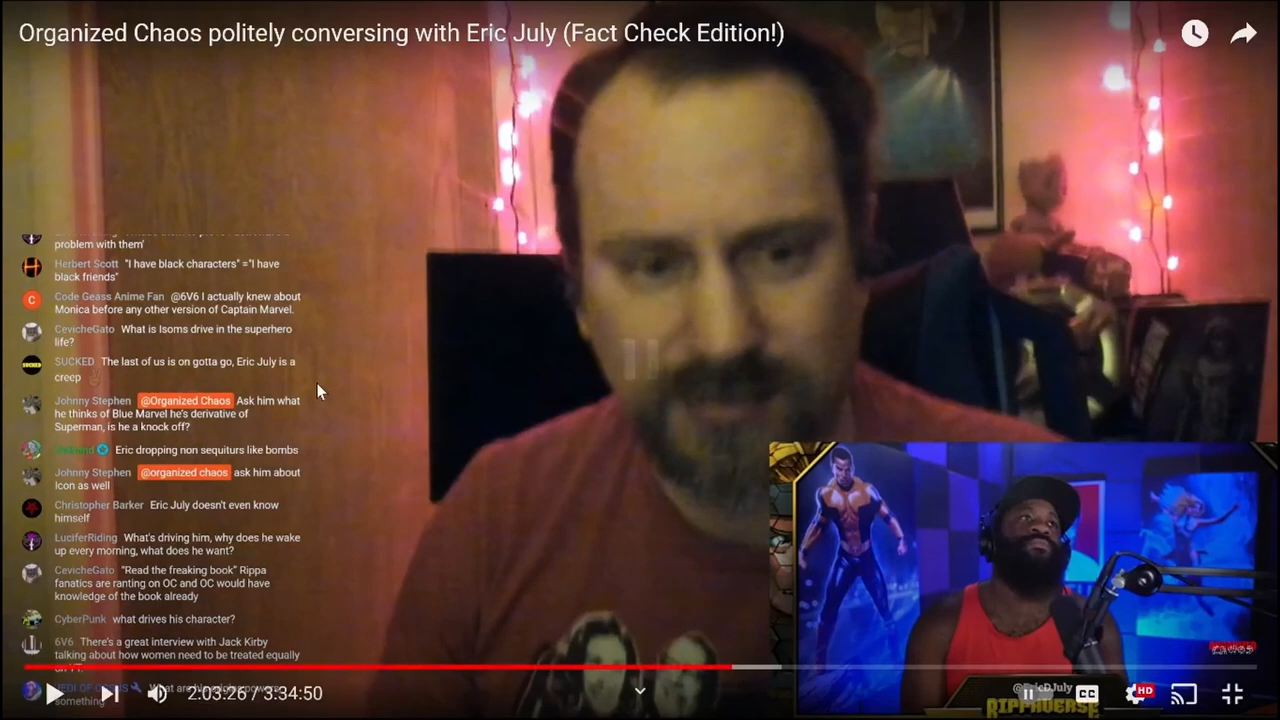 Organized Chaos politely conversing with Eric July (Fact Check Edition!)
problem with them'
Herbert Scott "I have black characters" ="I have
black friends"
Code Geass Anime Fan @6V6 I actually knew about
Monica before any other version of Captain Marvel.
CevicheGato What is Isoms drive in the superhero
life?
SUCKED The last of us is on gotta go, Eric July is a
creep
Johnny Stephen @Organized Chaos Ask him what
he thinks of Blue Marvel he's derivative of
Superman, is he a knock off?
Eric dropping non sequiturs like bombs
Johnny Stephen @organized chaos ask him about
Icon as well
Christopher Barker Eric July doesn't even know
himself
LuciferRiding What's driving him, why does he wake
up every morning, what does he want?
CevicheGato "Read the freaking book" Rippa
fanatics are ranting on OC and OC would have
knowledge of the book already
CyberPunk what drives his character?
6V6 There's a great interview with Jack Kirby
talking about how women need to be treated equally
something
2:03:26 / 3:34:50
@EricDJuly
RIPPAVERSE
CC
HD